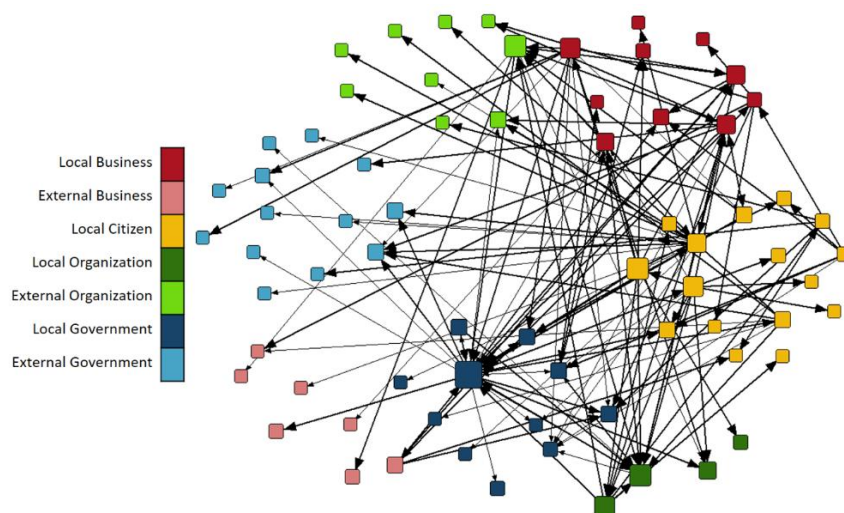 Local Business
External Business
Local Citizen
Local Organization
External Organization
Local Government
External Government